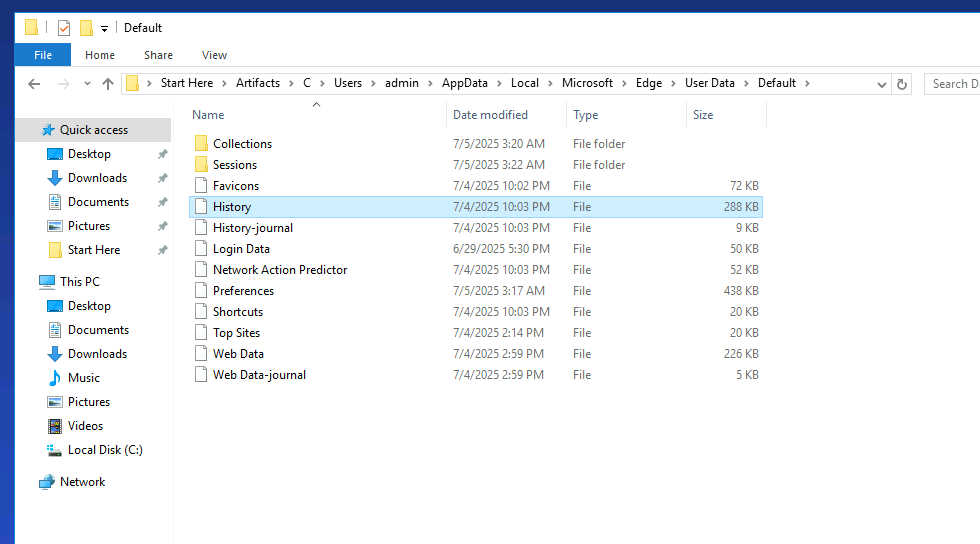 Default
File Home Share View
Start Here Artifacts C Users admin AppData Local Microsoft Edge User Data Default Search D
Quick access
Desktop
Downloads
Documents
Pictures
Start Here
This PC
Desktop
Documents
Downloads
Music
Pictures
Videos
Local Disk (C:)
Network
Name Date modified Type Size
Collections 7/5/2025 3:20 AM File folder
Sessions 7/5/2025 3:22 AM File folder
Favicons 7/4/2025 10:02 PM File 72 KB
History 7/4/2025 10:03 PM File 288 KB
History-journal 7/4/2025 10:03 PM File 9 KB
Login Data 6/29/2025 5:30 PM File 50 KB
Network Action Predictor 7/4/2025 10:03 PM File 52 KB
Preferences 7/5/2025 3:17 AM File 438 KB
Shortcuts 7/4/2025 10:03 PM File 20 KB
Top Sites 7/4/2025 2:14 PM File 20 KB
Web Data 7/4/2025 2:59 PM File 226 KB
Web Data-journal 7/4/2025 2:59 PM File 5 KB